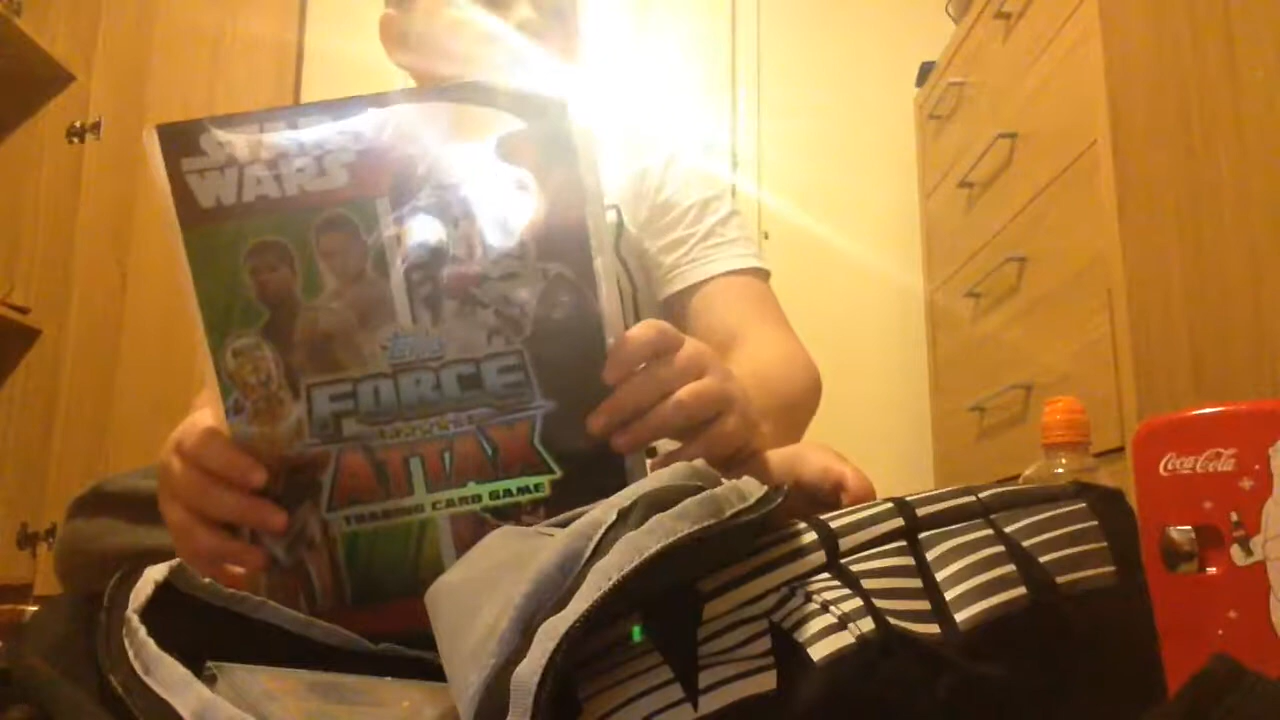 STAR
WARS
Topps
FORCE
ATTAX
TRADING CARD GAME
Coca-Cola